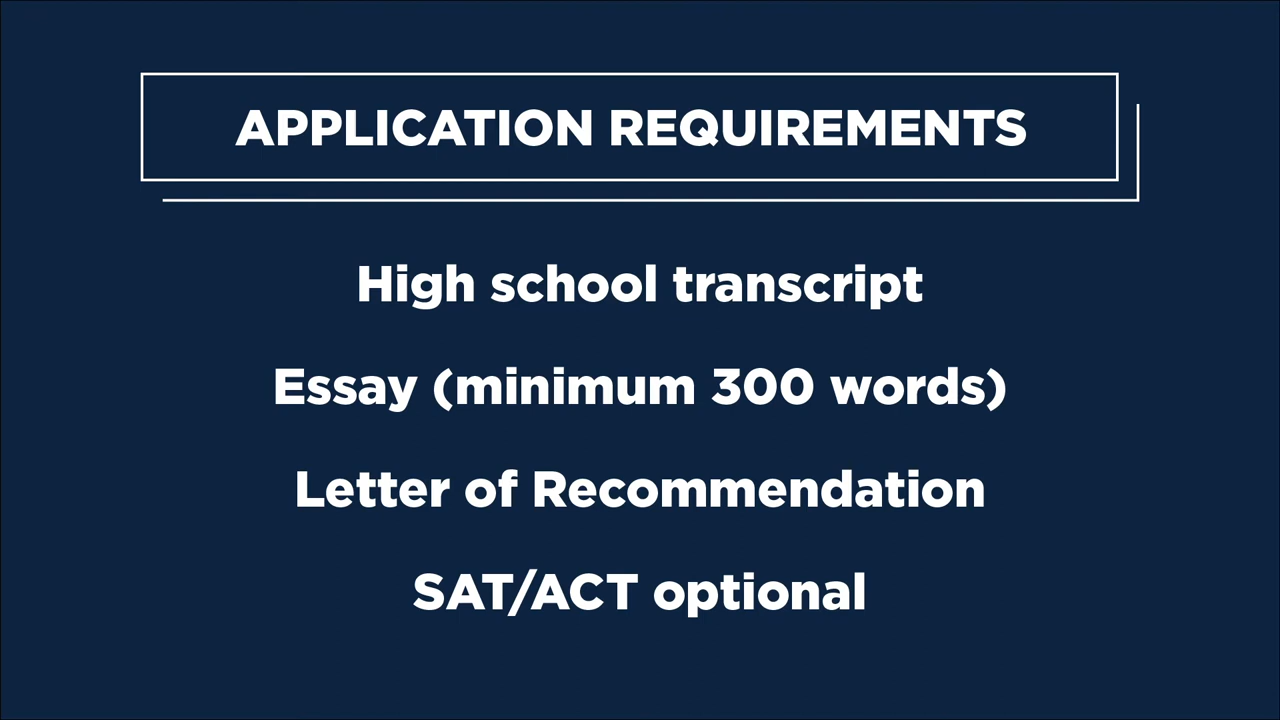 APPLICATION REQUIREMENTS
High school transcript
Essay (minimum 300 words)
Letter of Recommendation
SAT/ACT optional